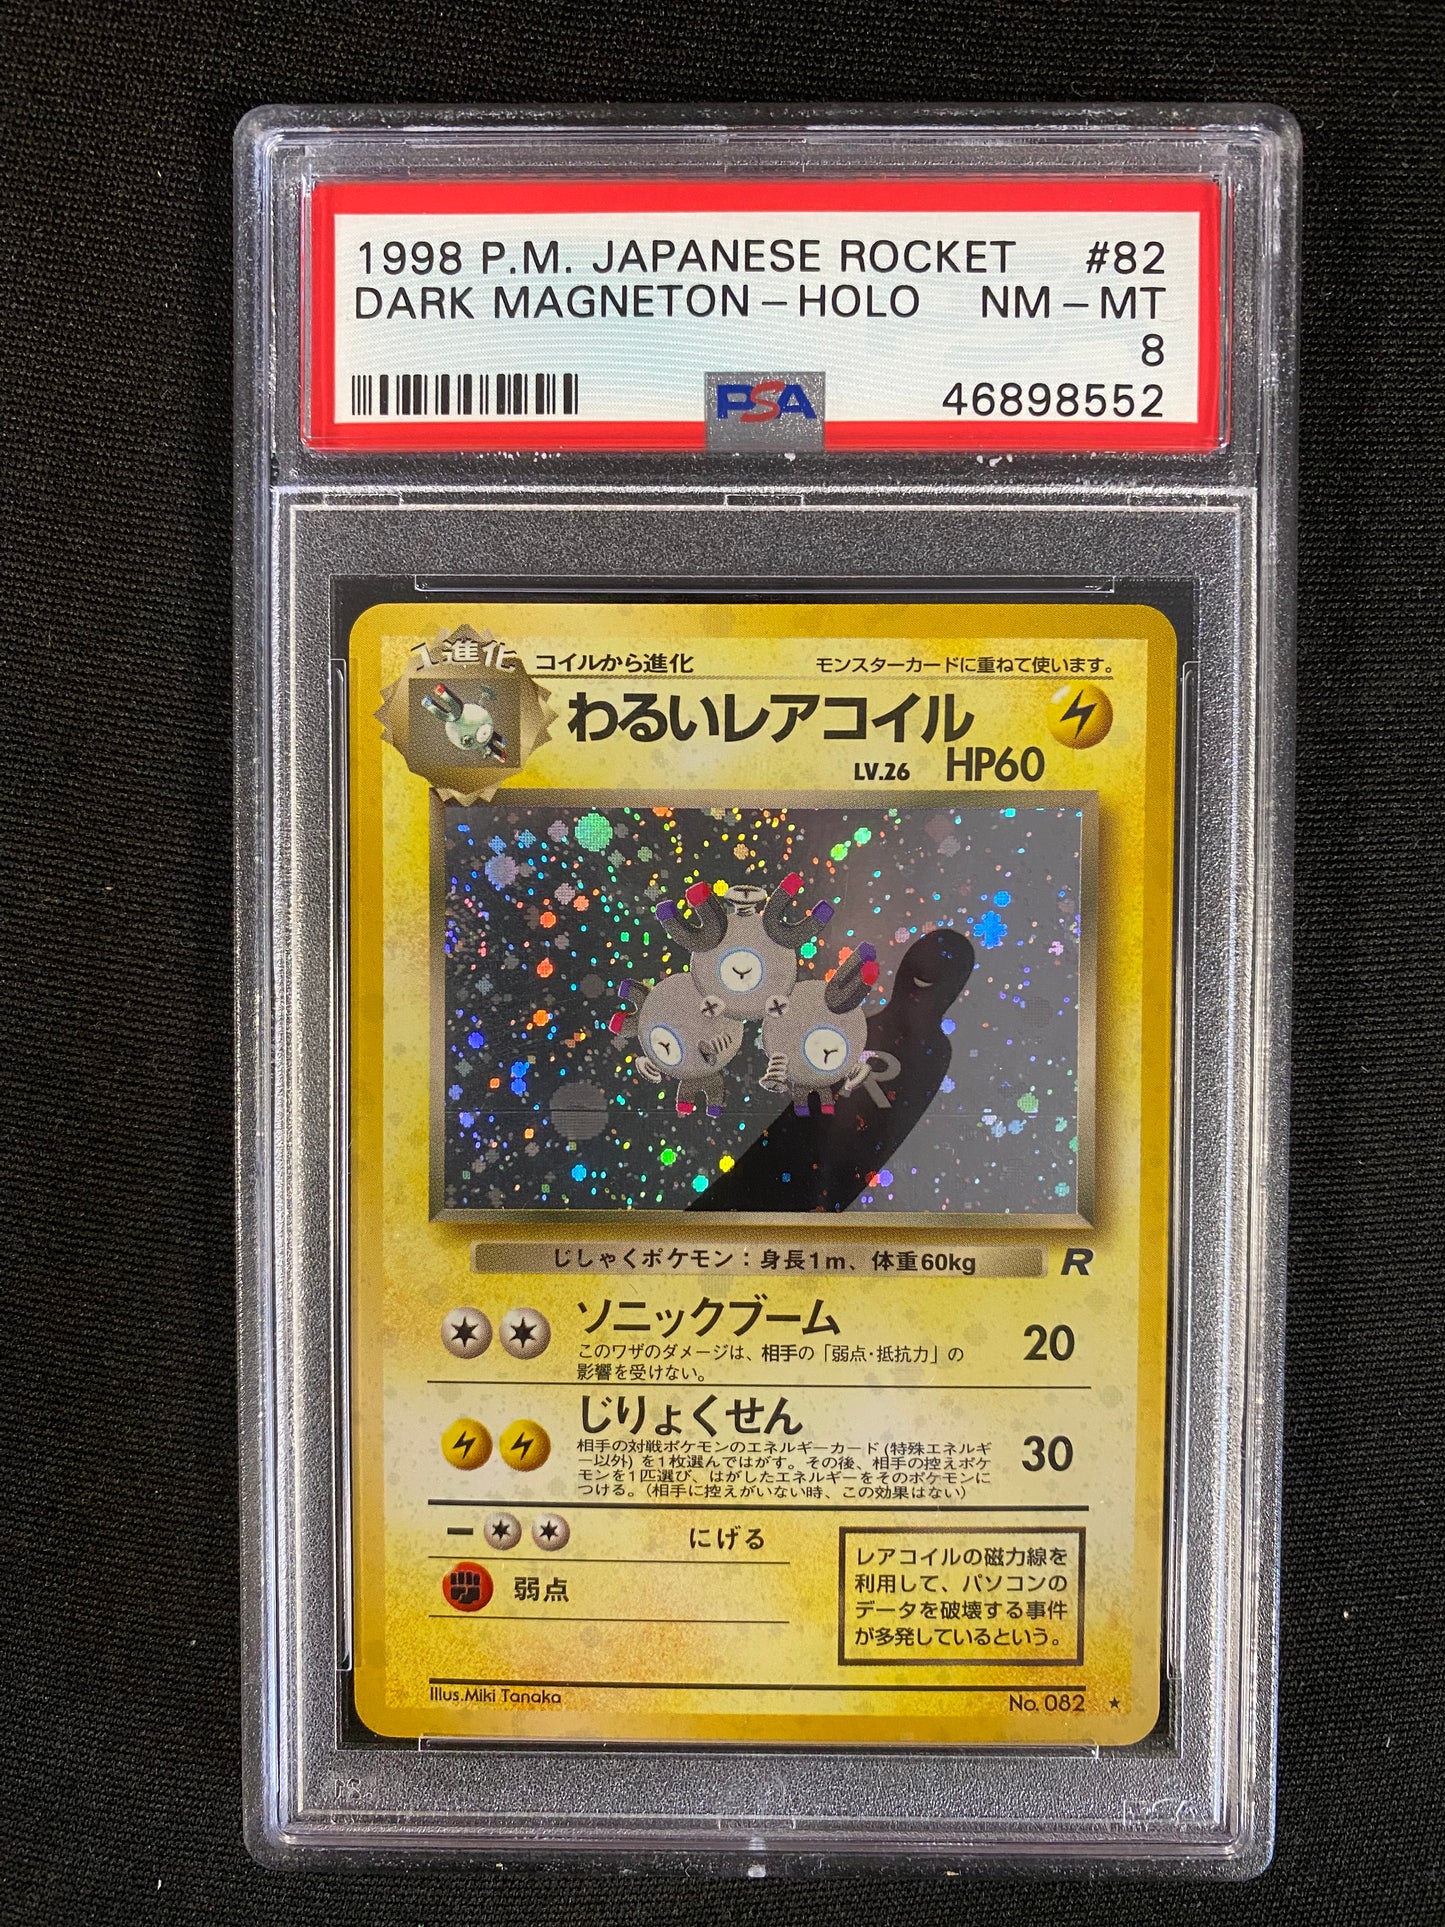 1998 P.M. JAPANESE ROCKET #82
DARK MAGNETON-HOLO NM-MT
8
PSA 46898552
1進化 コイルから進化 モンスターカードに重ねて使います。
わるいレアコイル
LV.26 HP60
R
じしゃくポケモン:身長1m、体重60kg R
ソニックブーム 20
このワザのダメージは、相手の「弱点・抵抗力」の
影響を受けない。
じりょくせん 30
相手の対戦ポケモンのエネルギーカード(特殊エネルギ
ー以外)を1枚選んではがす。その後、相手の控えポケ
モンを1匹選び、はがしたエネルギーをそのポケモンに
つける。(相手に控えがいない時、この効果はない)
− にげる
弱点
レアコイルの磁力線を
利用して、パソコンの
データを破壊する事件
が多発しているという。
Illus.Miki Tanaka No.082 ★